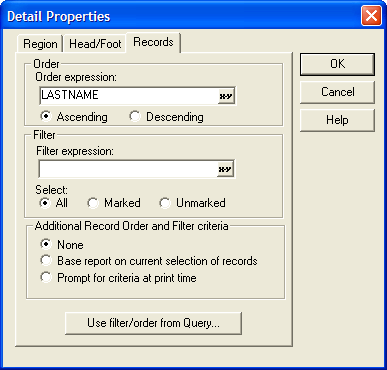 Detail Properties
Region
Head/Foot
Records
Order
Order expression:
LASTNAME
x=y
Ascending
Descending
Filter
Filter expression:
x=y
Select:
All
Marked
Unmarked
Additional Record Order and Filter criteria
None
Base report on current selection of records
Prompt for criteria at print time
Use filter/order from Query...
OK
Cancel
Help